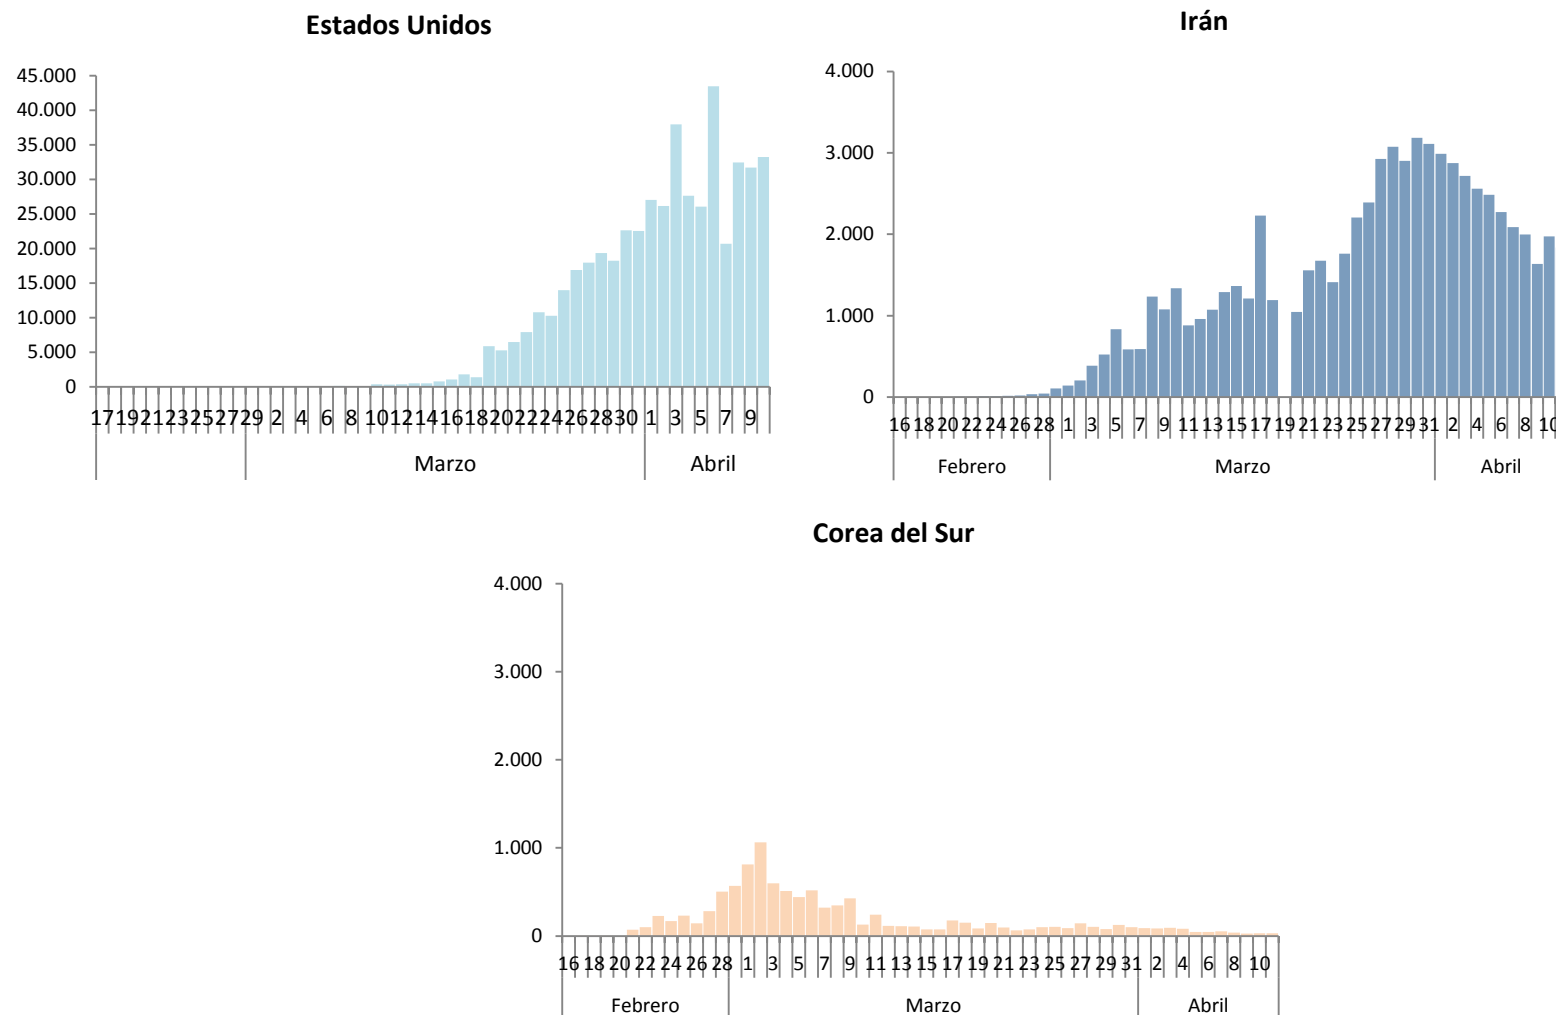 Estados Unidos
45.000
40.000
35.000
30.000
25.000
20.000
15.000
10.000
5.000
0
17 19 21 23 25 27 29 2 4 6 8 10 12 14 16 18 20 22 24 26 28 30 1 3 5 7 9
Marzo Abril
Irán
4.000
3.000
2.000
1.000
0
16 18 20 22 24 26 28 1 3 5 7 9 11 13 15 17 19 21 23 25 27 29 31 2 4 6 8 10
Febrero Marzo Abril
Corea del Sur
4.000
3.000
2.000
1.000
0
16 18 20 22 24 26 28 1 3 5 7 9 11 13 15 17 19 21 23 25 27 29 31 2 4 6 8 10
Febrero Marzo Abril